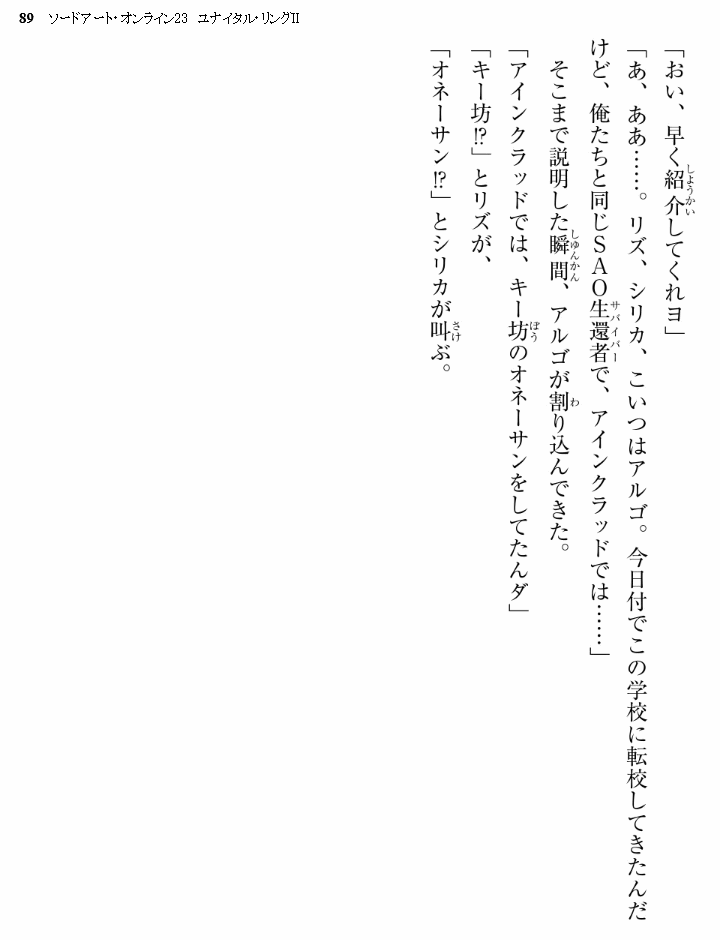 89 ソードアート・オンライン23 ユナイタル・リングII
「おい、早く紹介してくれヨ」
「あ、ああ……。リズ、シリカ、こいつはアルゴ。今日付でこの学校に転校してきたんだ
けど、俺たちと同じSAO生還者で、アインクラッドでは……」
　そこまで説明した瞬間、アルゴが割り込んできた。
「アインクラッドでは、キー坊のオネーサンをしてたんダ」
「キー坊!?」とリズが、
「オネーサン!?」とシリカが叫ぶ。